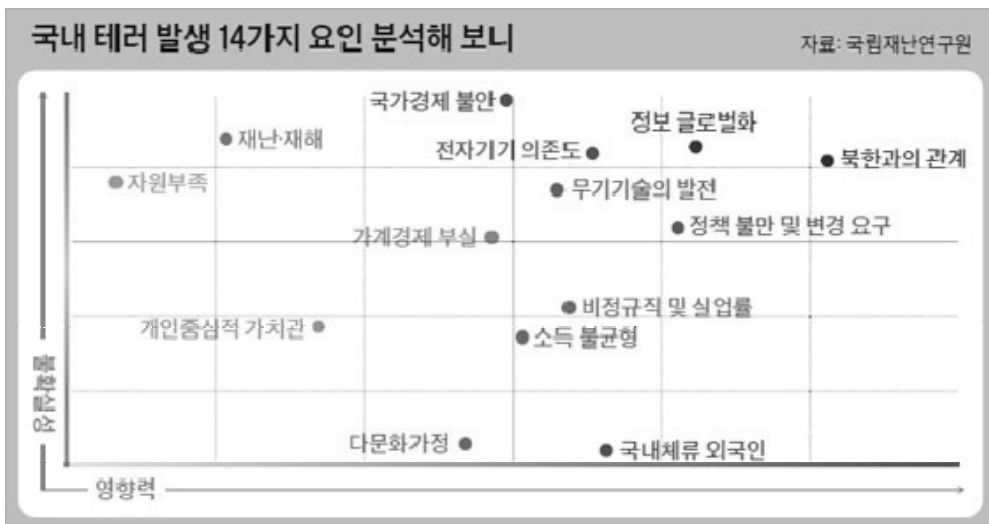 국내 테러 발생 14가지 요인 분석해 보니
자료: 국립재난연구원
국가경제 불안
정보 글로벌화
재난·재해
전자기기 의존도
북한과의 관계
자원부족
무기기술의 발전
정책 불만 및 변경 요구
가계경제 부실
비정규직 및 실업률
개인중심적 가치관
소득 불균형
불확실성
다문화가정
국내체류 외국인
영향력